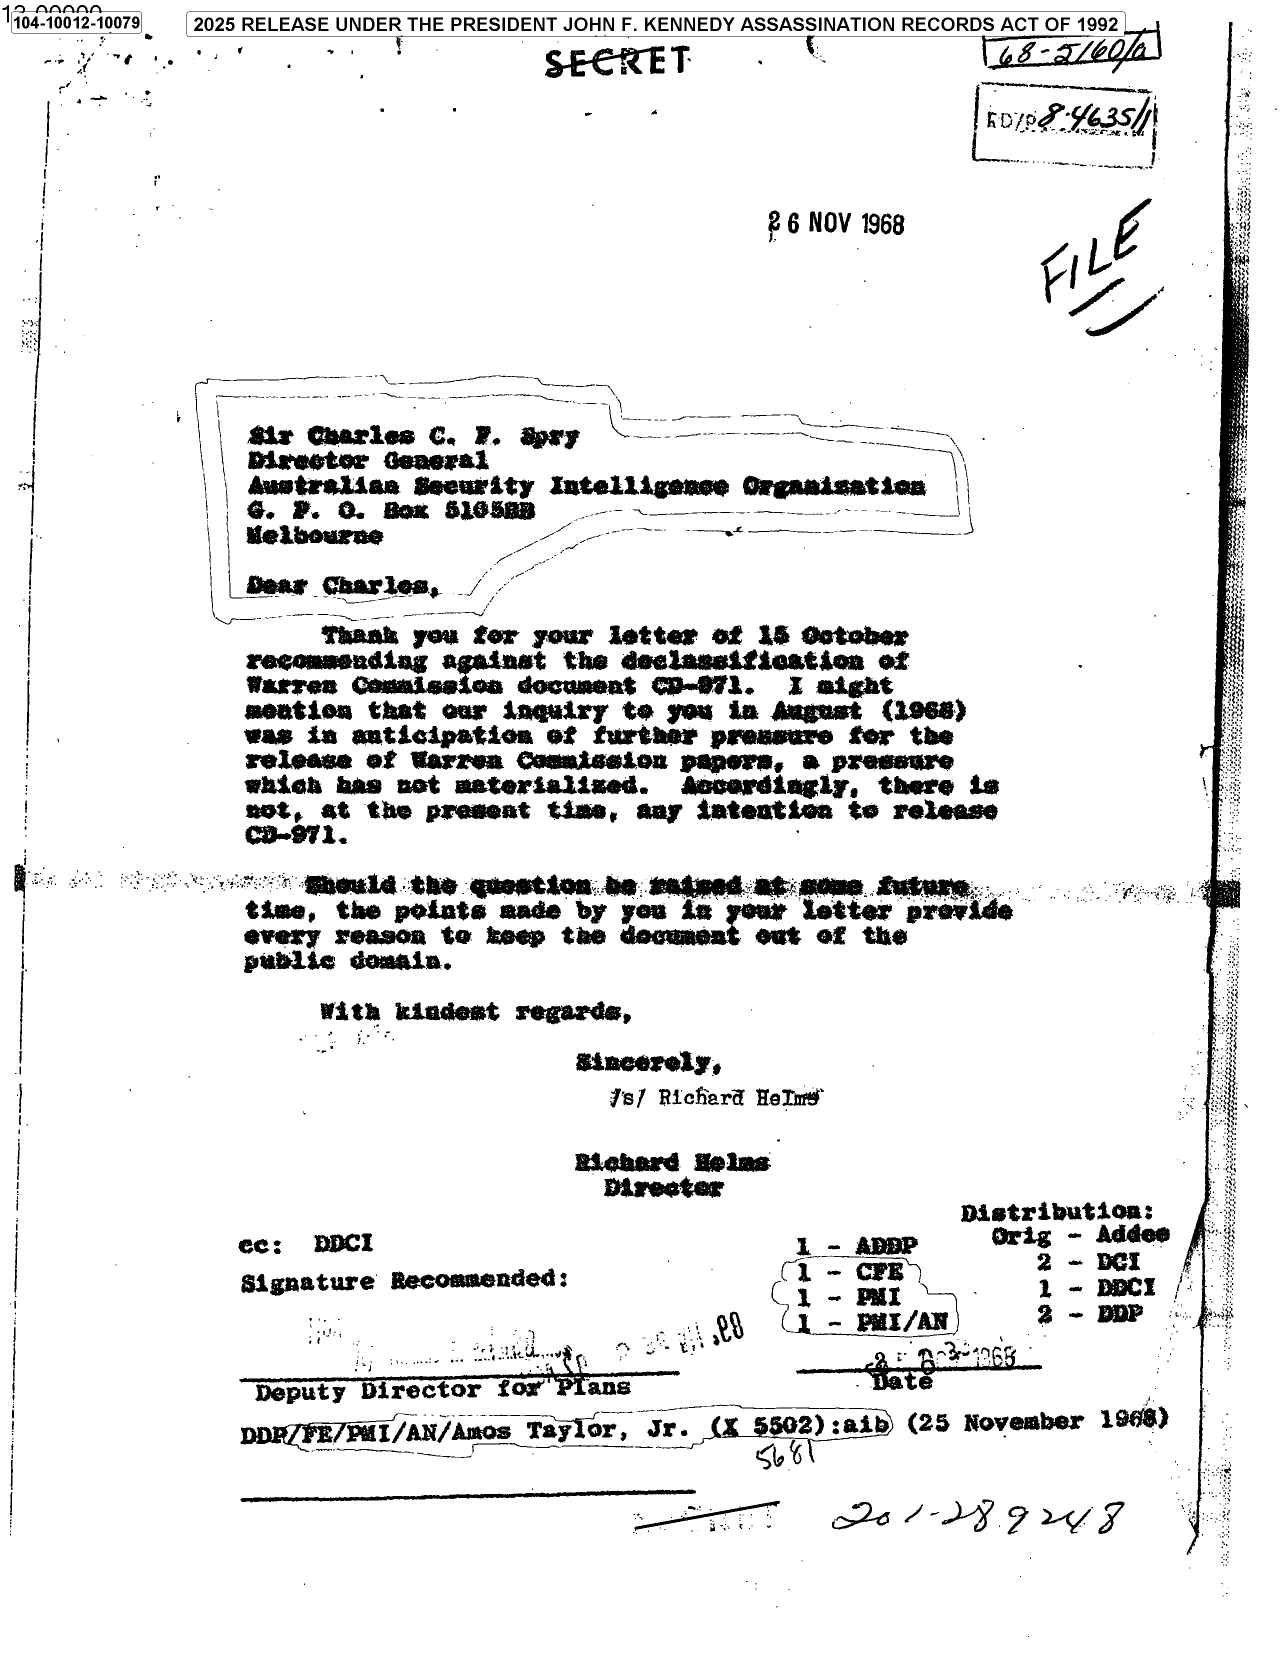 104-10012-10079
2025 RELEASE UNDER THE PRESIDENT JOHN F. KENNEDY ASSASSINATION RECORDS ACT OF 1992
SECRET
68-5160/a
8-4635/1
26 NOV 1968
FILE
Sir Charles C. F. Spry
Director General
Australian Security Intelligence Organisation
G. P. O. Box 5105BB
Melbourne
Dear Charles,
Thank you for your letter of 15 October
recommending against the declassification of
Warren Commission document CD-971. I might
mention that our inquiry to you in August (1968)
was in anticipation of further pressure for the
release of Warren Commission papers, a pressure
which has not materialized. Accordingly, there is
not, at the present time, any intention to release
CD-971.
Should the question be raised at some future
time, the points made by you in your letter provide
every reason to keep the document out of the
public domain.
With kindest regards,
Sincerely,
/s/ Richard Helms
Richard Helms
Director
Distribution:
cc: DDCI
1 - ADDP Orig - Addee
1 - CFE 2 - DCI
Signature Recommended:
1 - PMI 1 - DDCI
1 - PMI/AN 2 - DDP
Deputy Director for Plans
Date
DDP/FE/PMI/AN/Amos Taylor, Jr. (X 5502):aib (25 November 1968)
5681
201-289248